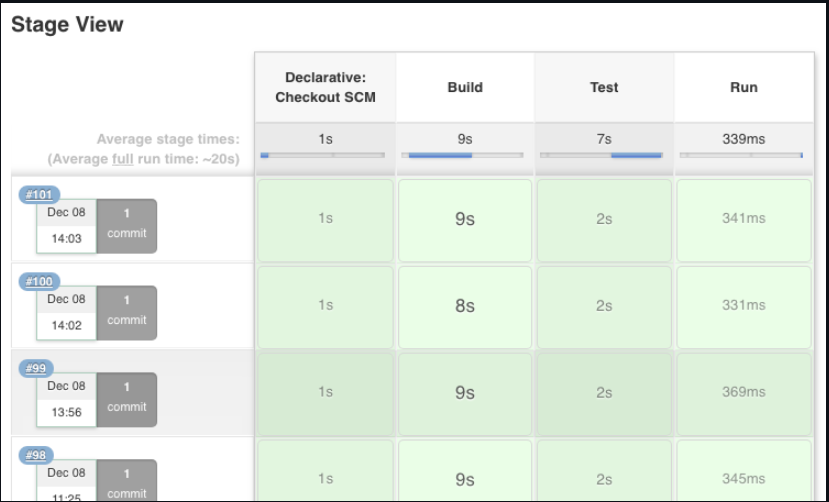 Stage View
Declarative:
Checkout SCM
Build
Test
Run
Average stage times:
(Average full run time: ~20s)
1s
9s
7s
339ms
#101
Dec 08
14:03
1
commit
1s
9s
2s
341ms
#100
Dec 08
14:02
1
commit
1s
8s
2s
331ms
#99
Dec 08
13:56
1
commit
1s
9s
2s
369ms
#98
Dec 08
11:25
1
commit
1s
9s
2s
345ms